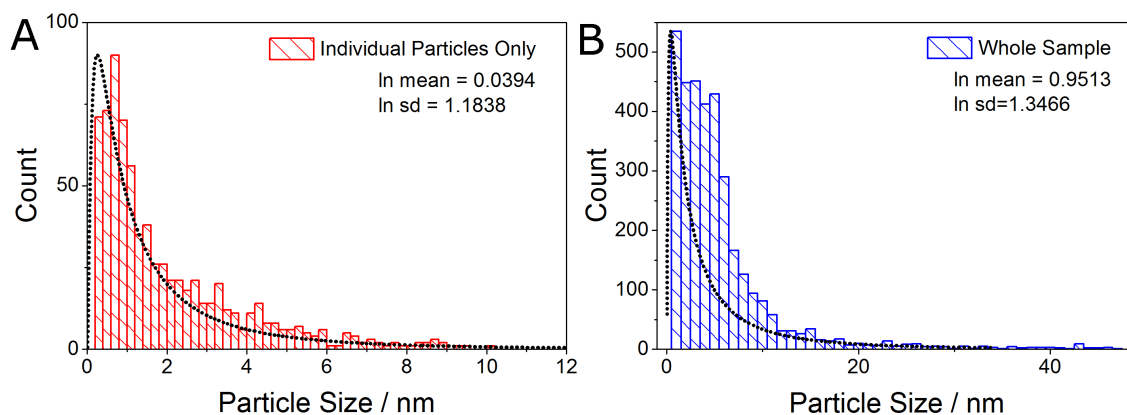 A
Individual Particles Only
ln mean = 0.0394
ln sd = 1.1838
Count
100
50
0
0 2 4 6 8 10 12
Particle Size / nm
B
Whole Sample
ln mean = 0.9513
ln sd=1.3466
Count
500
400
300
200
100
0
0 20 40
Particle Size / nm